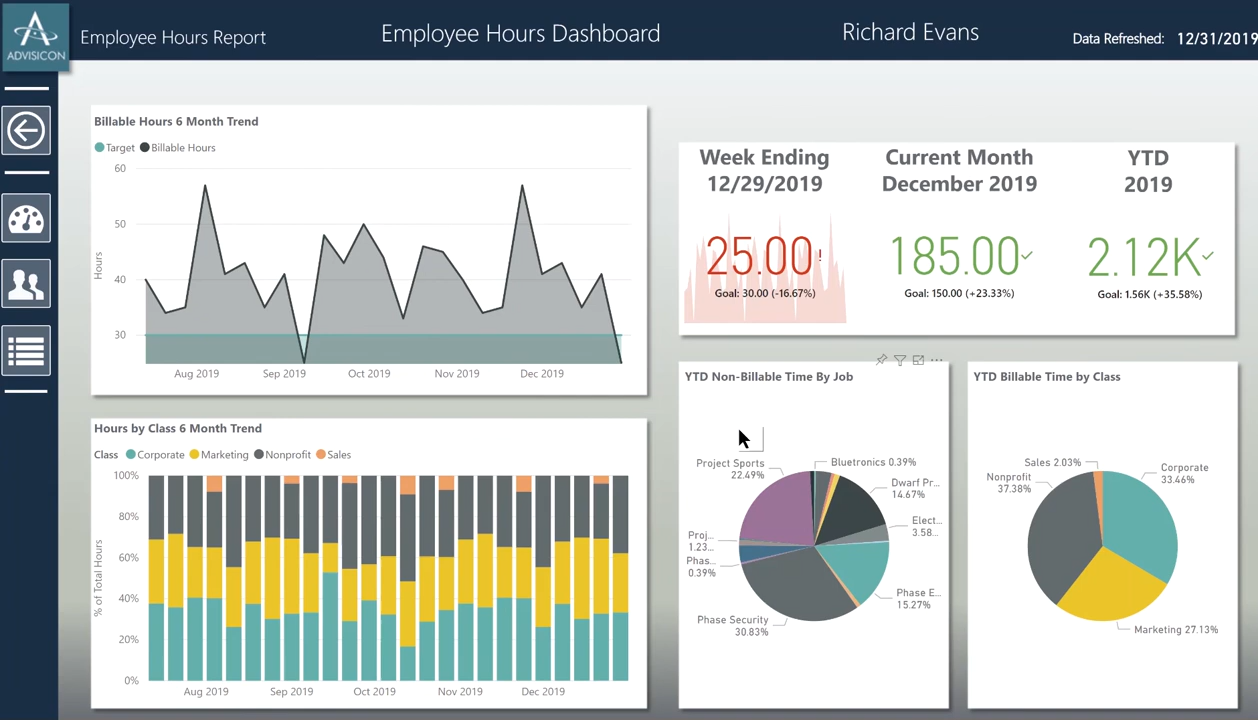 ADVISICON
Employee Hours Report
Employee Hours Dashboard
Richard Evans
Data Refreshed: 12/31/2019
Billable Hours 6 Month Trend
Target Billable Hours
60
50
40
30
Hours
Aug 2019 Sep 2019 Oct 2019 Nov 2019 Dec 2019
Week Ending
12/29/2019
25.00!
Goal: 30.00 (-16.67%)
Current Month
December 2019
185.00
Goal: 150.00 (+23.33%)
YTD
2019
2.12K
Goal: 1.56K (+35.58%)
Hours by Class 6 Month Trend
Class Corporate Marketing Nonprofit Sales
100%
80%
60%
40%
20%
0%
% of Total Hours
Aug 2019 Sep 2019 Oct 2019 Nov 2019 Dec 2019
YTD Non-Billable Time By Job
Project Sports
22.49%
Bluetronics 0.39%
Dwarf Pr...
14.67%
Elect...
3.58...
Phase E...
15.27%
Phase Security
30.83%
Phas...
0.39%
Proj...
1.23...
YTD Billable Time by Class
Sales 2.03%
Corporate
33.46%
Nonprofit
37.38%
Marketing 27.13%